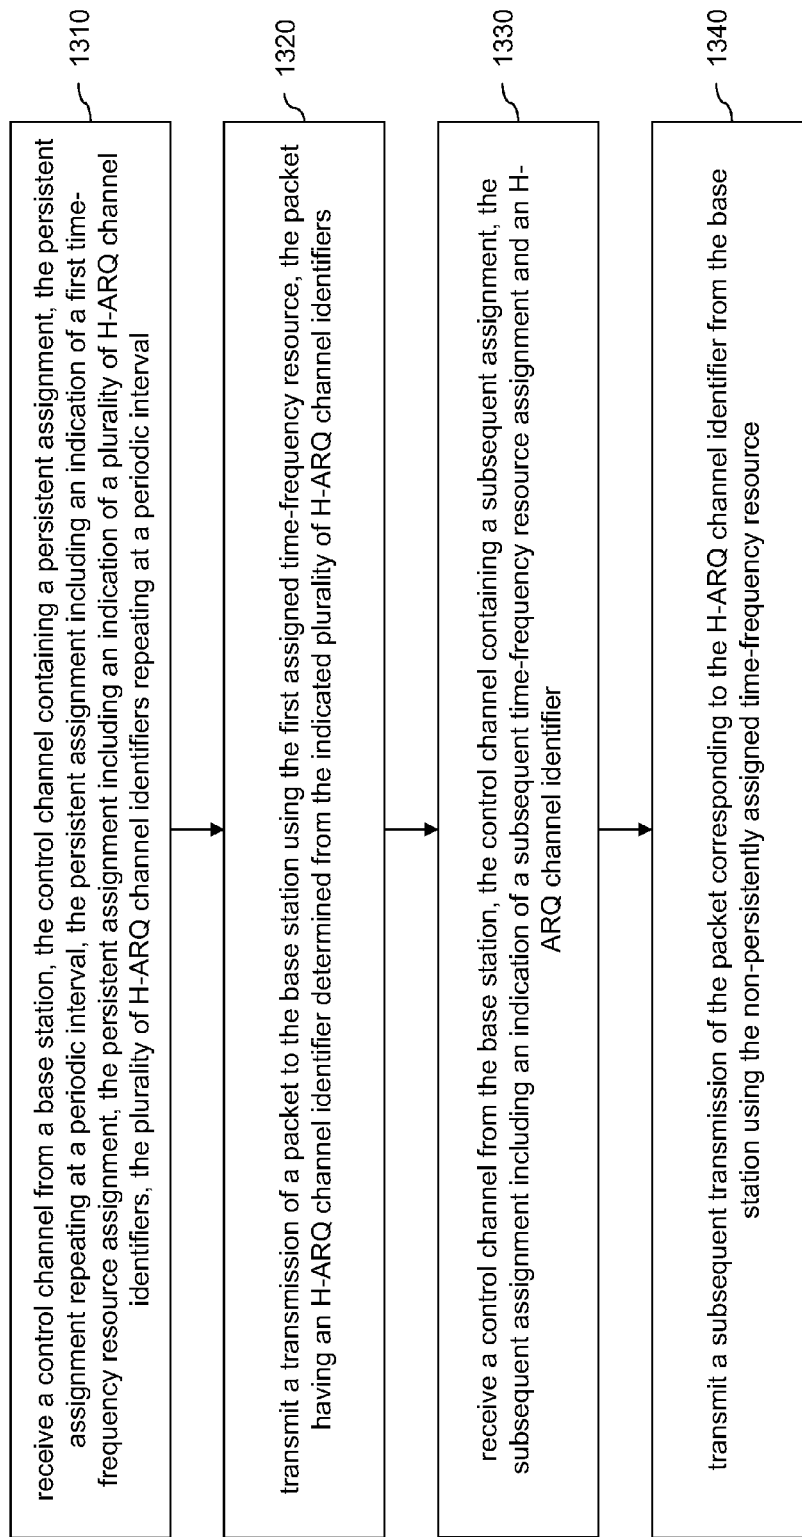 receive a control channel from a base station, the control channel containing a persistent assignment, the persistent
assignment repeating at a periodic interval, the persistent assignment including an indication of a first time-
frequency resource assignment, the persistent assignment including an indication of a plurality of H-ARQ channel
identifiers, the plurality of H-ARQ channel identifiers repeating at a periodic interval
1310
transmit a transmission of a packet to the base station using the first assigned time-frequency resource, the packet
having an H-ARQ channel identifier determined from the indicated plurality of H-ARQ channel identifiers
1320
receive a control channel from the base station, the control channel containing a subsequent assignment, the
subsequent assignment including an indication of a subsequent time-frequency resource assignment and an H-
ARQ channel identifier
1330
transmit a subsequent transmission of the packet corresponding to the H-ARQ channel identifier from the base
station using the non-persistently assigned time-frequency resource
1340